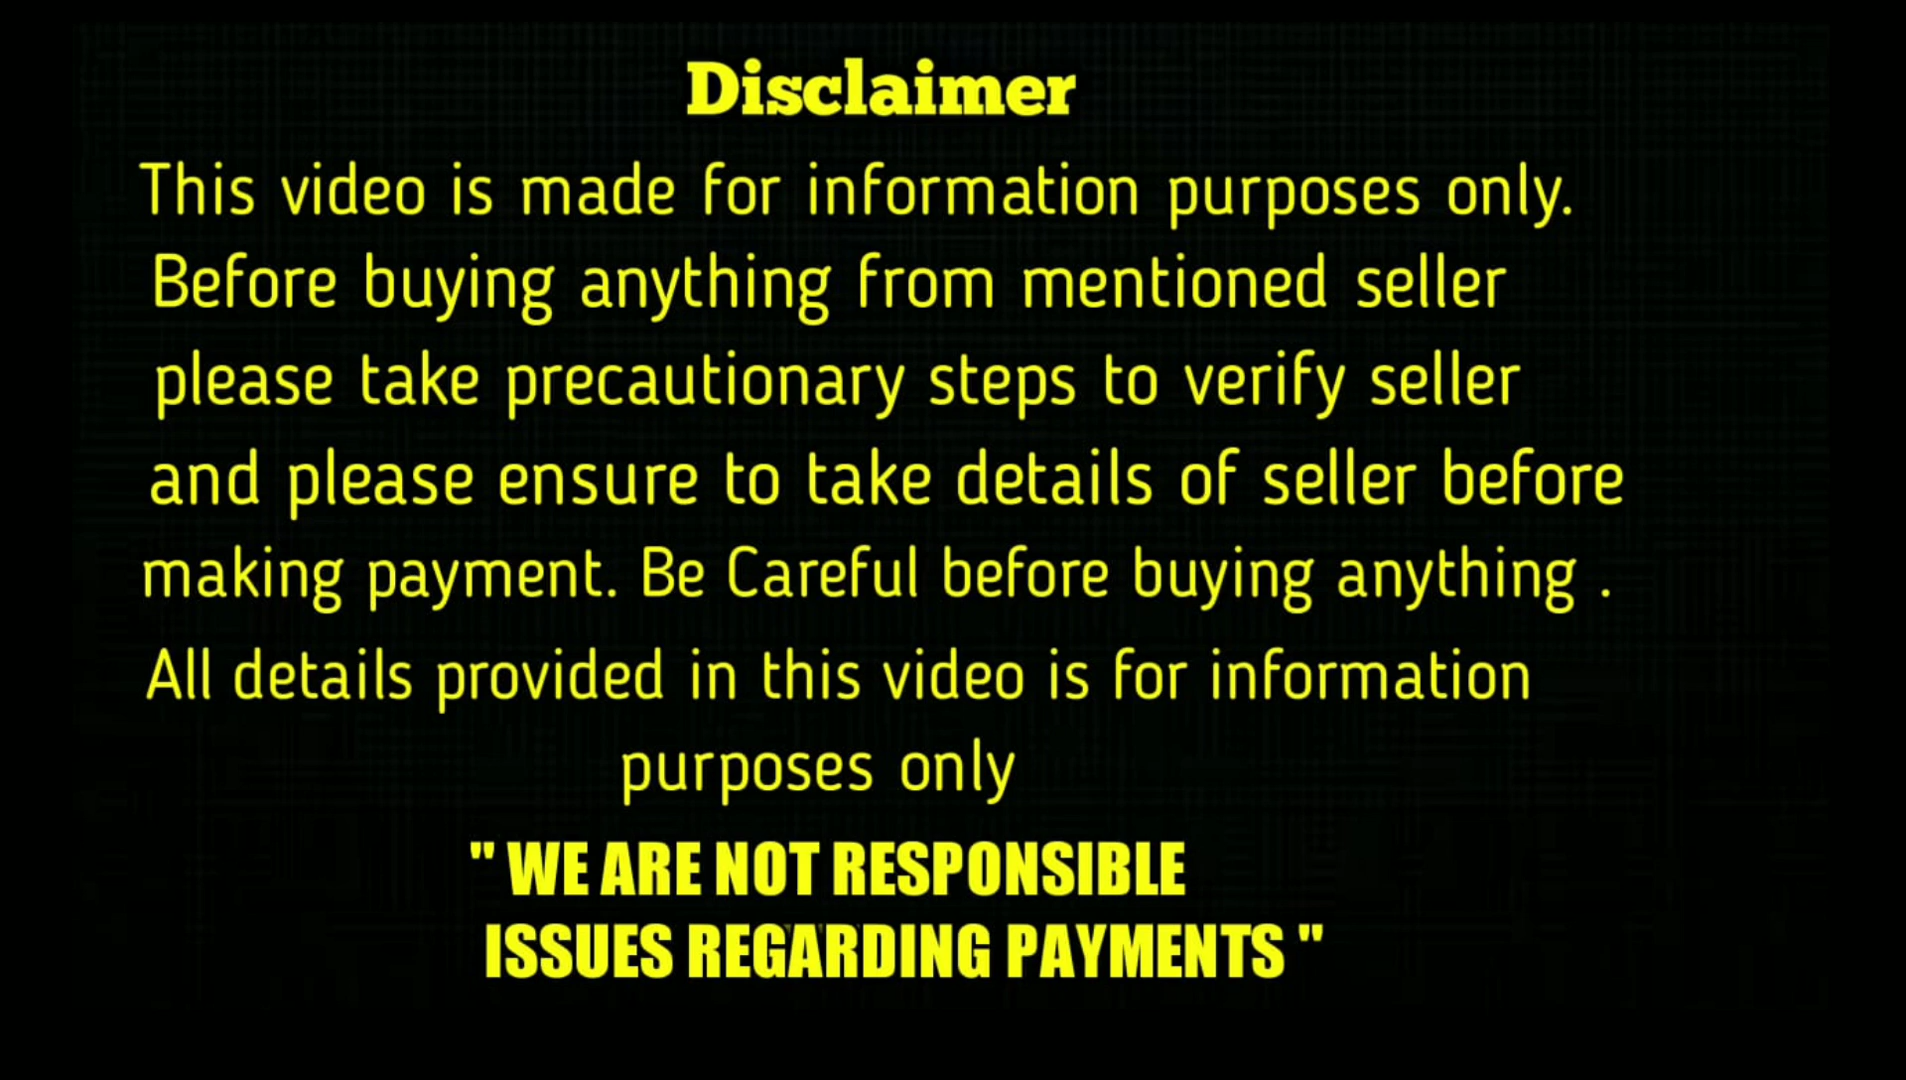 Disclaimer
This video is made for information purposes only.
Before buying anything from mentioned seller
please take precautionary steps to verify seller
and please ensure to take details of seller before
making payment. Be Careful before buying anything .
All details provided in this video is for information
purposes only
" WE ARE NOT RESPONSIBLE
ISSUES REGARDING PAYMENTS "